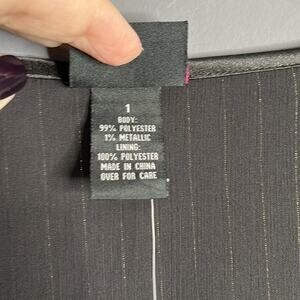 1
BODY:
99% POLYESTER
1% METALLIC
LINING:
100% POLYESTER
MADE IN CHINA
OVER FOR CARE